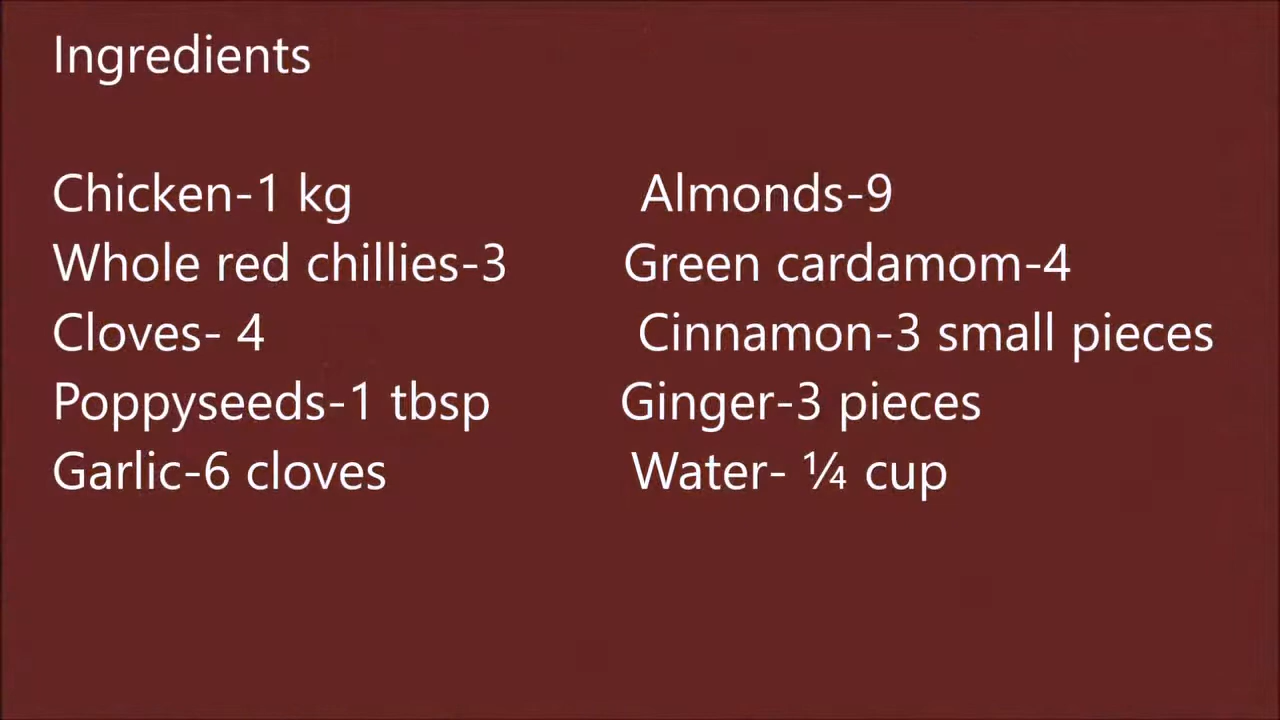 Ingredients
Chicken-1 kg Almonds-9
Whole red chillies-3 Green cardamom-4
Cloves- 4 Cinnamon-3 small pieces
Poppyseeds-1 tbsp Ginger-3 pieces
Garlic-6 cloves Water- ¼ cup